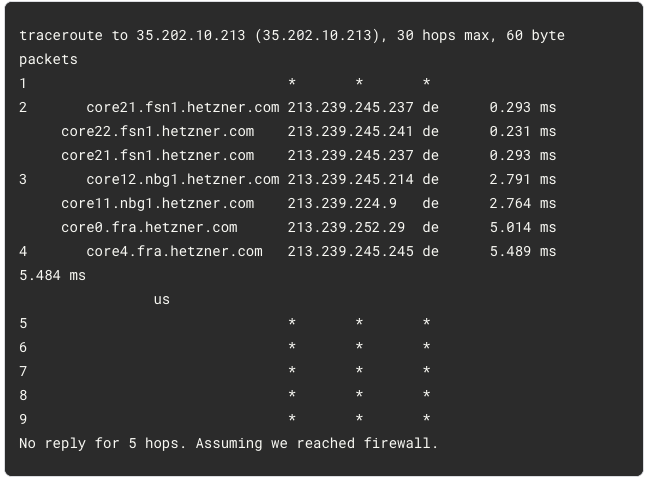 traceroute to 35.202.10.213 (35.202.10.213), 30 hops max, 60 byte
packets
1                                *       *       *
2       core21.fsn1.hetzner.com 213.239.245.237 de      0.293 ms
     core22.fsn1.hetzner.com    213.239.245.241 de      0.231 ms
     core21.fsn1.hetzner.com    213.239.245.237 de      0.293 ms
3       core12.nbg1.hetzner.com 213.239.245.214 de      2.791 ms
     core11.nbg1.hetzner.com    213.239.224.9   de      2.764 ms
     core0.fra.hetzner.com      213.239.252.29  de      5.014 ms
4       core4.fra.hetzner.com   213.239.245.245 de      5.489 ms
5.484 ms
                us
5                                *       *       *
6                                *       *       *
7                                *       *       *
8                                *       *       *
9                                *       *       *
No reply for 5 hops. Assuming we reached firewall.